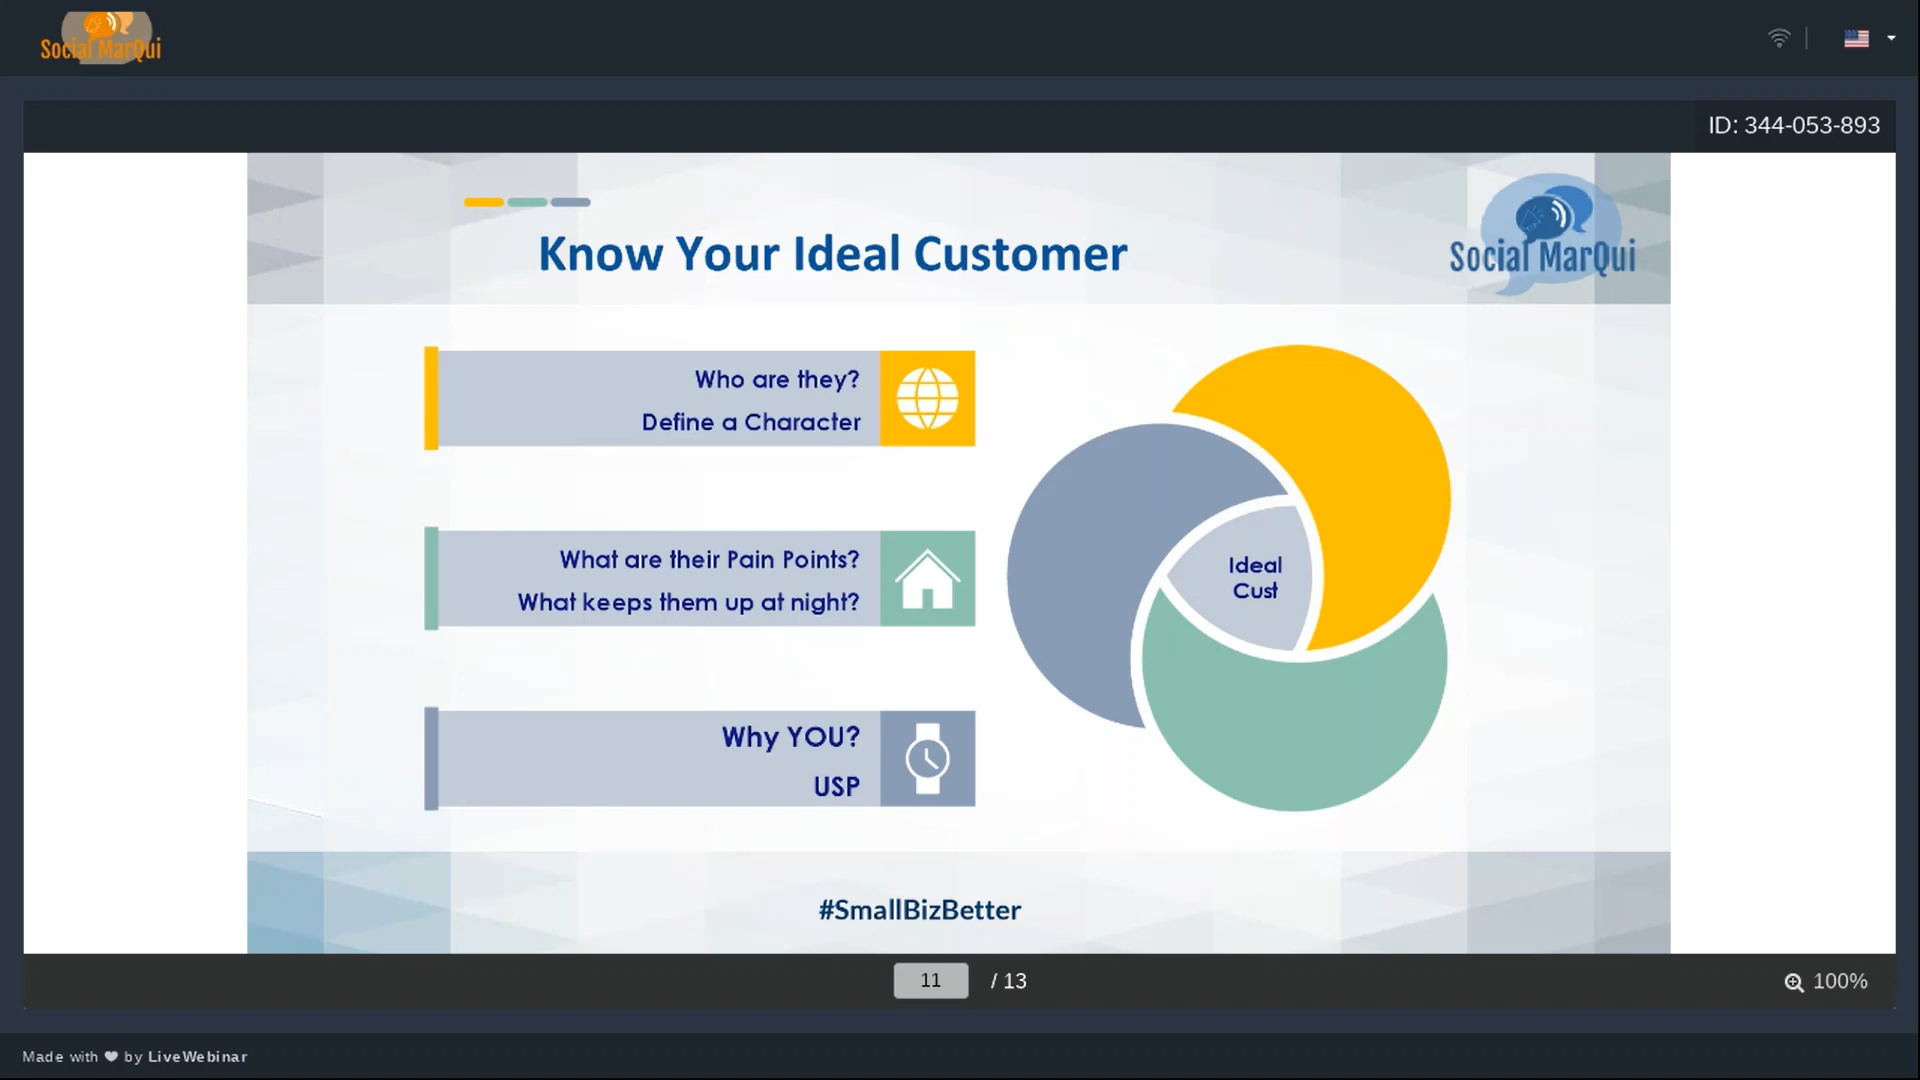 Social MarQui
ID: 344-053-893
Know Your Ideal Customer
Social MarQui
Who are they?
Define a Character
What are their Pain Points?
What keeps them up at night?
Why YOU?
USP
Ideal
Cust
#SmallBizBetter
11 / 13
100%
Made with ❤ by LiveWebinar